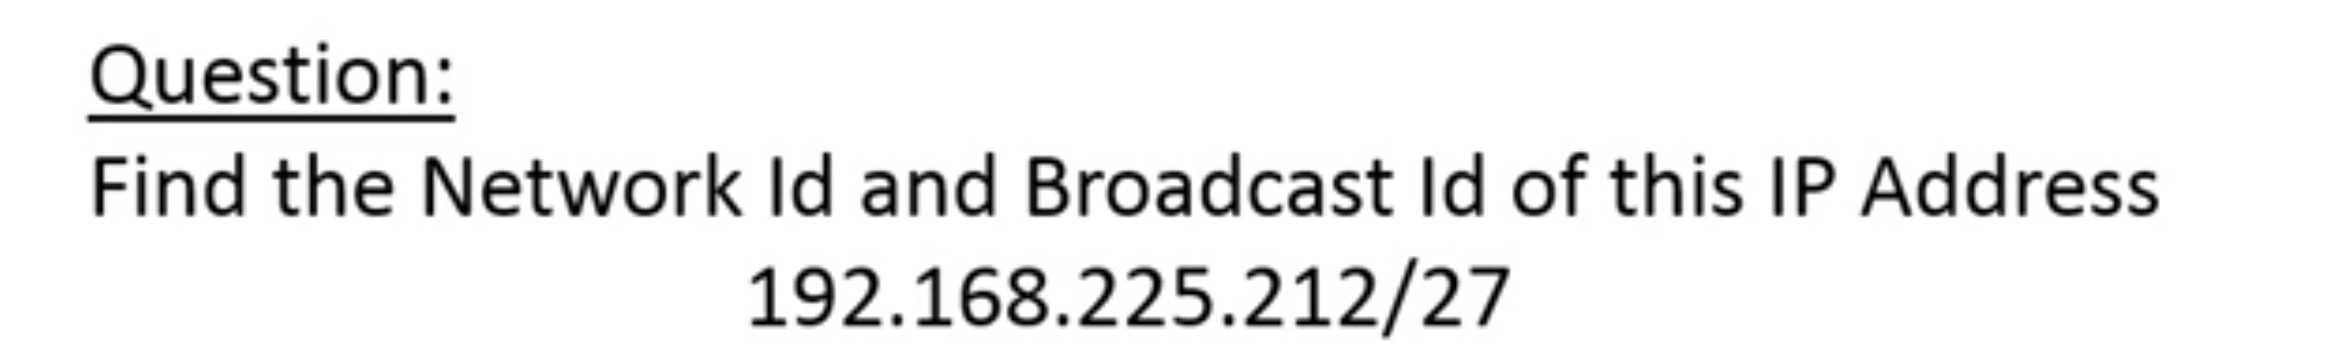 Question:
Find the Network Id and Broadcast Id of this IP Address
192.168.225.212/27